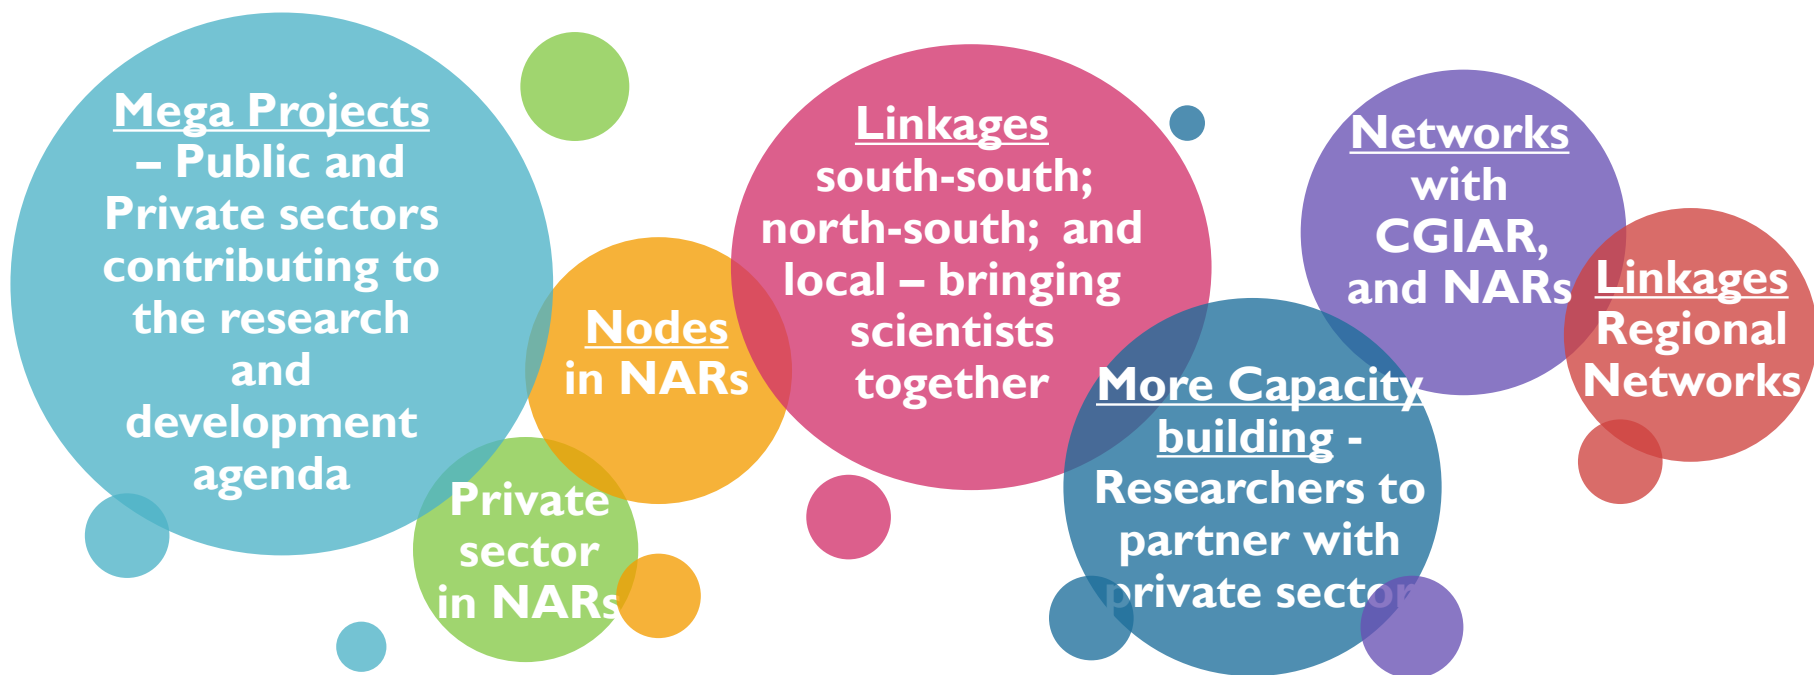 Mega Projects
– Public and
Private sectors
contributing to
the research
and
development
agenda
Nodes
in NARs
Private
sector
in NARs
Linkages
south-south;
north-south; and
local – bringing
scientists
together
More Capacity
building -
Researchers to
partner with
private sector
Networks
with
CGIAR,
and NARs
Linkages
Regional
Networks